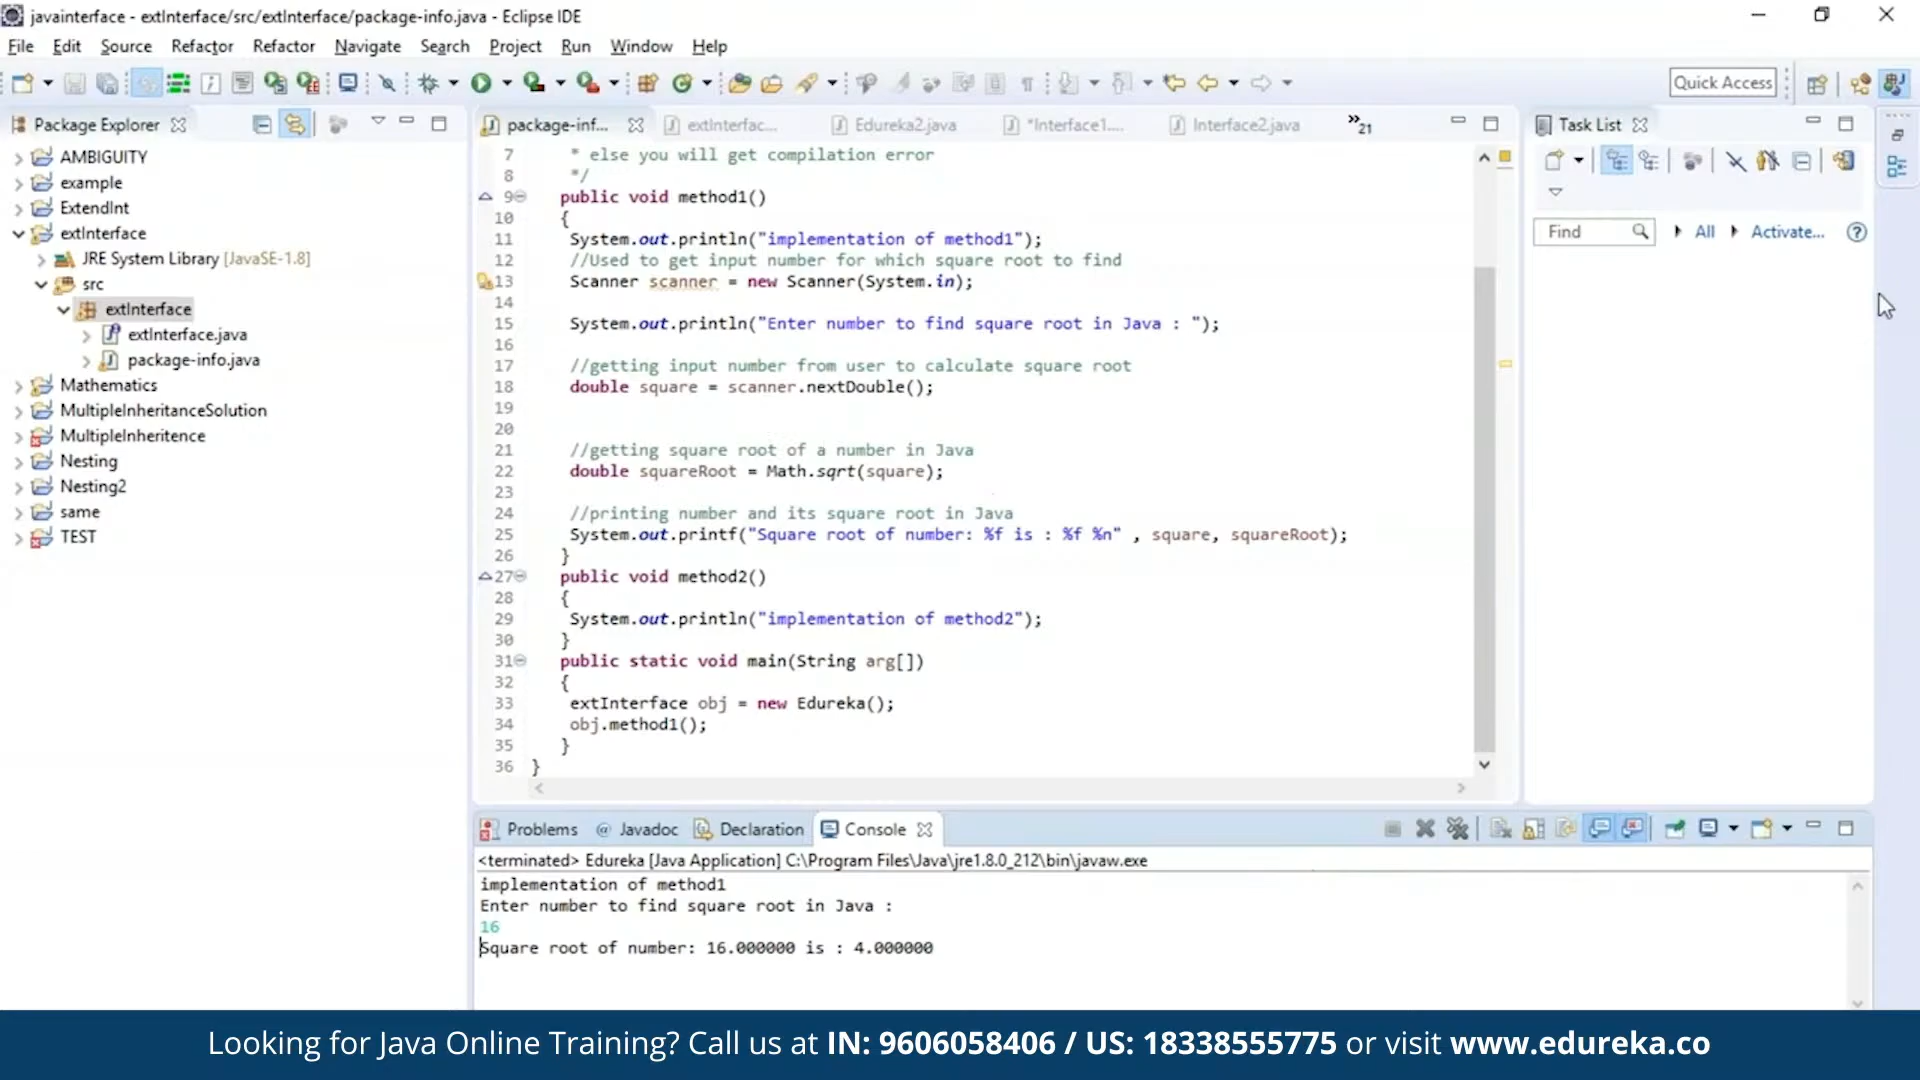 javainterface - extInterface/src/extInterface/package-info.java - Eclipse IDE
File Edit Source Refactor Refactor Navigate Search Project Run Window Help
Quick Access
Package Explorer
AMBIGUITY
example
ExtendInt
extInterface
JRE System Library [JavaSE-1.8]
src
extInterface
extInterface.java
package-info.java
Mathematics
MultipleInheritanceSolution
MultipleInheritence
Nesting
Nesting2
same
TEST
package-inf... extInterfac... Edureka2.java *Interface1.... Interface2.java »21
7 * else you will get compilation error
8 */
9 public void method1()
10 {
11 System.out.println("implementation of method1");
12 //Used to get input number for which square root to find
13 Scanner scanner = new Scanner(System.in);
14
15 System.out.println("Enter number to find square root in Java : ");
16
17 //getting input number from user to calculate square root
18 double square = scanner.nextDouble();
19
20
21 //getting square root of a number in Java
22 double squareRoot = Math.sqrt(square);
23
24 //printing number and its square root in Java
25 System.out.printf("Square root of number: %f is : %f %n" , square, squareRoot);
26 }
27 public void method2()
28 {
29 System.out.println("implementation of method2");
30 }
31 public static void main(String arg[])
32 {
33 extInterface obj = new Edureka();
34 obj.method1();
35 }
36 }
Task List
Find All Activate...
Problems @ Javadoc Declaration Console
<terminated> Edureka [Java Application] C:\Program Files\Java\jre1.8.0_212\bin\javaw.exe
implementation of method1
Enter number to find square root in Java :
16
Square root of number: 16.000000 is : 4.000000
Looking for Java Online Training? Call us at IN: 9606058406 / US: 18338555775 or visit www.edureka.co